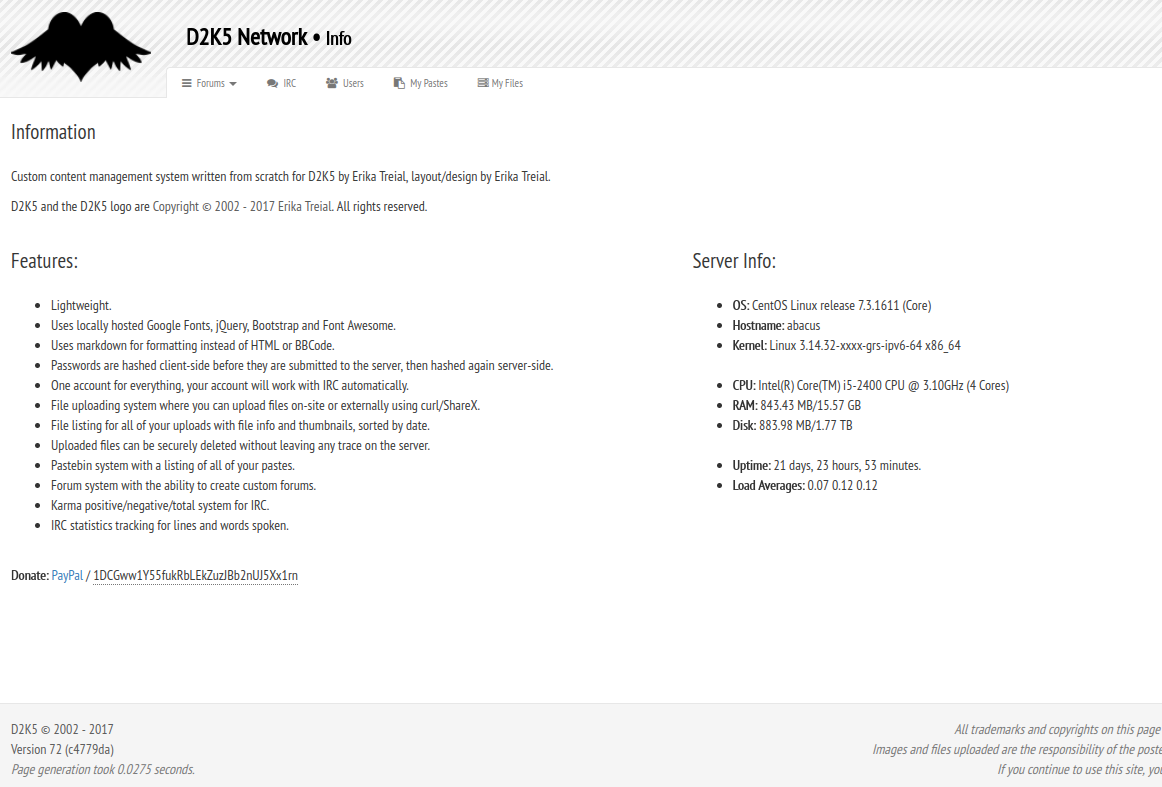 D2K5 Network • Info
Forums
IRC
Users
My Pastes
My Files
Information
Custom content management system written from scratch for D2K5 by Erika Treial, layout/design by Erika Treial.
D2K5 and the D2K5 logo are Copyright © 2002 - 2017 Erika Treial. All rights reserved.
Features:
Lightweight.
Uses locally hosted Google Fonts, jQuery, Bootstrap and Font Awesome.
Uses markdown for formatting instead of HTML or BBCode.
Passwords are hashed client-side before they are submitted to the server, then hashed again server-side.
One account for everything, your account will work with IRC automatically.
File uploading system where you can upload files on-site or externally using curl/ShareX.
File listing for all of your uploads with file info and thumbnails, sorted by date.
Uploaded files can be securely deleted without leaving any trace on the server.
Pastebin system with a listing of all of your pastes.
Forum system with the ability to create custom forums.
Karma positive/negative/total system for IRC.
IRC statistics tracking for lines and words spoken.
Server Info:
OS: CentOS Linux release 7.3.1611 (Core)
Hostname: abacus
Kernel: Linux 3.14.32-xxxx-grs-ipv6-64 x86_64
CPU: Intel(R) Core(TM) i5-2400 CPU @ 3.10GHz (4 Cores)
RAM: 843.43 MB/15.57 GB
Disk: 883.98 MB/1.77 TB
Uptime: 21 days, 23 hours, 53 minutes.
Load Averages: 0.07 0.12 0.12
Donate: PayPal / 1DCGww1Y55fukRbLEkZuzJBb2nUJ5Xx1rn
D2K5 © 2002 - 2017
Version 72 (c4779da)
Page generation took 0.0275 seconds.
All trademarks and copyrights on this page
Images and files uploaded are the responsibility of the
If you continue to use this site,